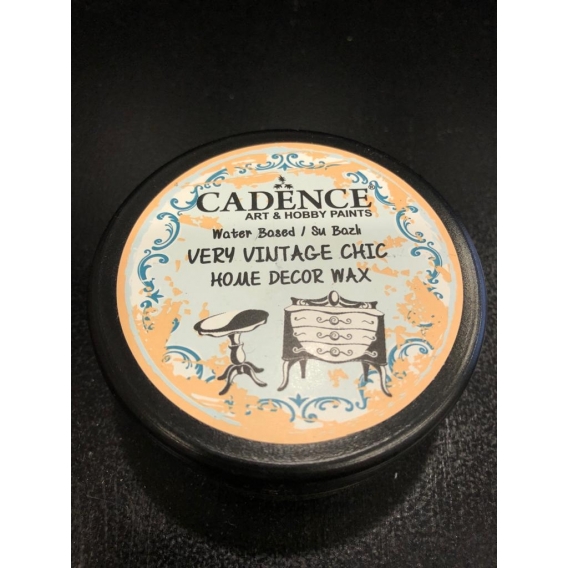 CADENCE®
ART & HOBBY PAINTS
Water Based / Su Bazlı
VERY VINTAGE CHIC
HOME DECOR WAX